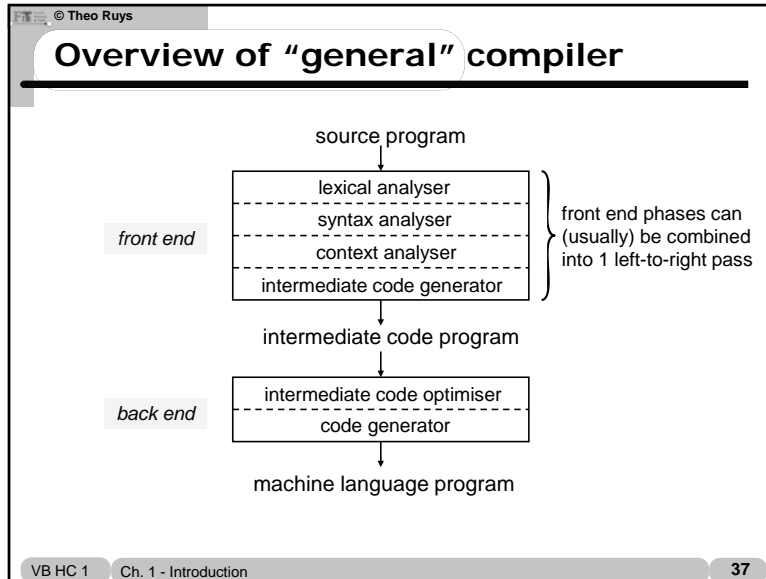 © Theo Ruys
Overview of “general” compiler
source program
lexical analyser
syntax analyser
context analyser
intermediate code generator
front end
front end phases can
(usually) be combined
into 1 left-to-right pass
intermediate code program
intermediate code optimiser
code generator
back end
machine language program
VB HC 1 Ch. 1 - Introduction 37